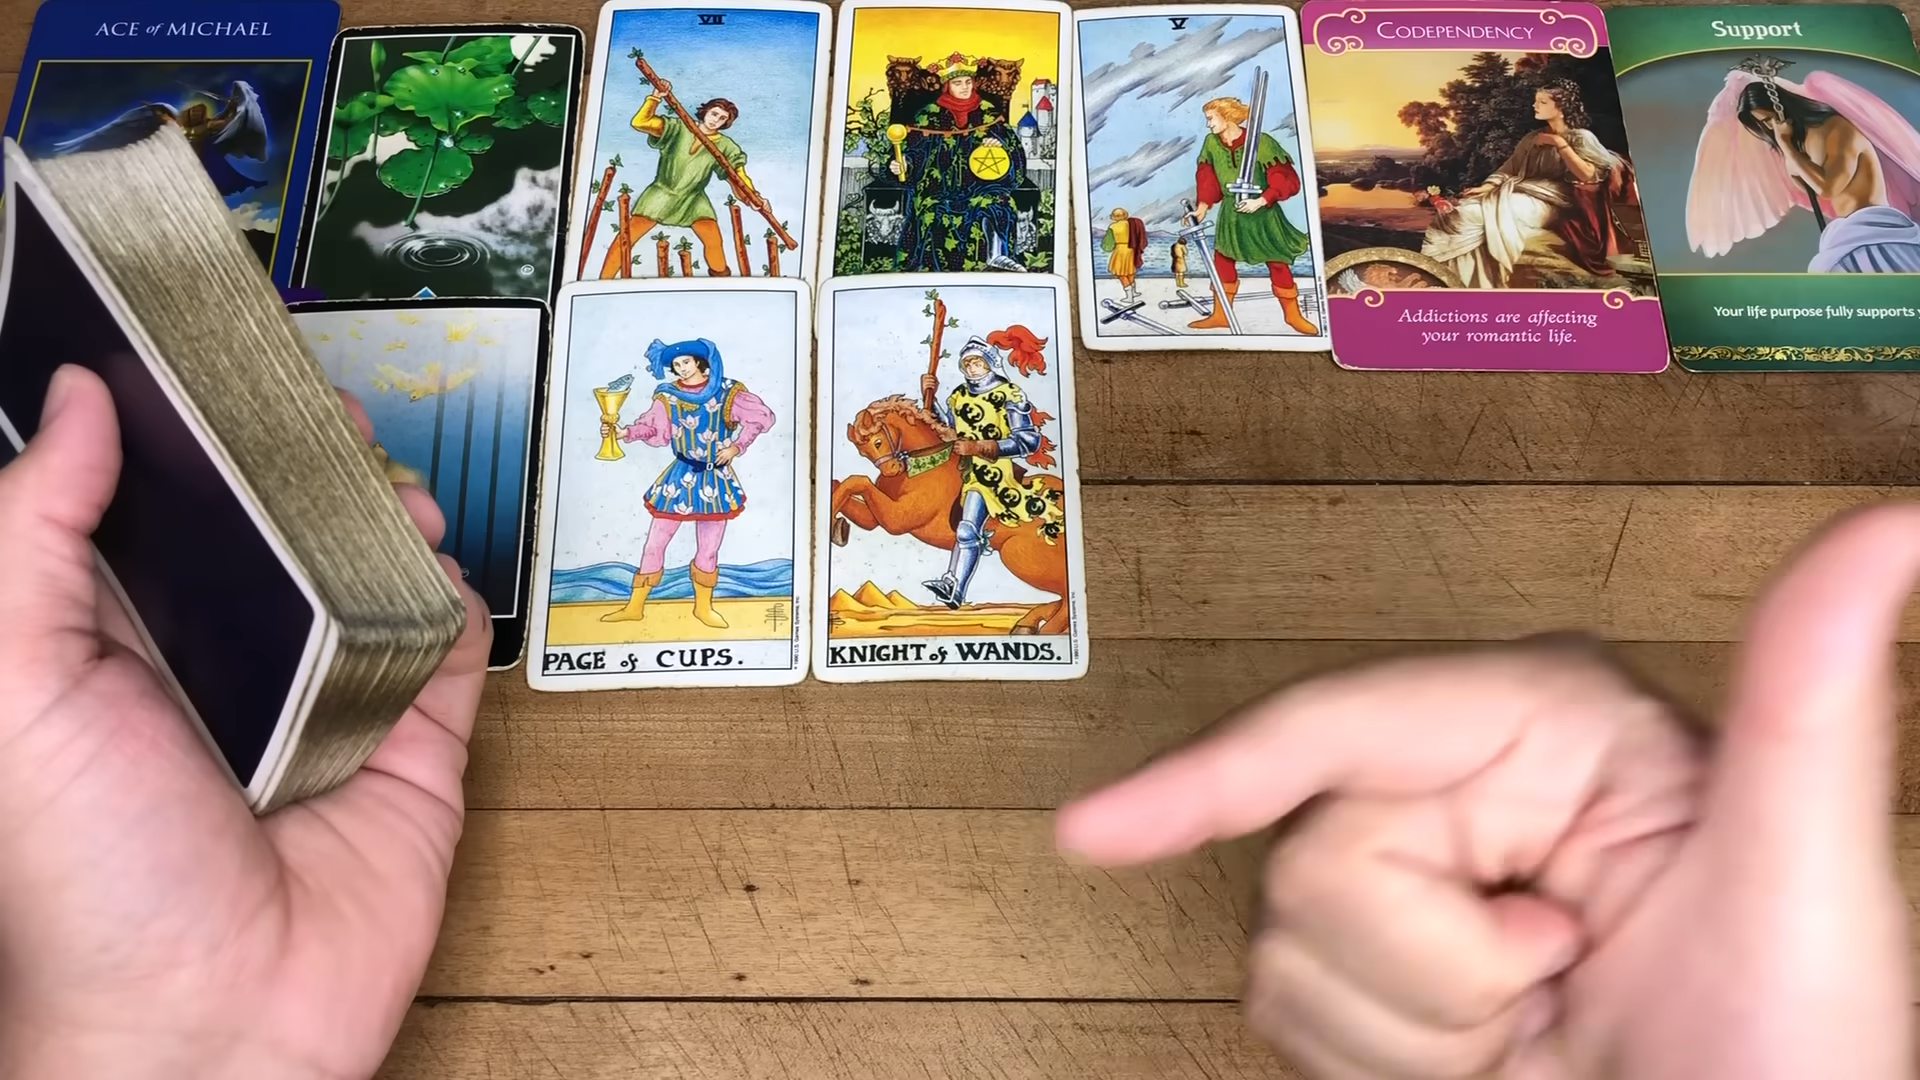 ACE of MICHAEL
VII
V
CODEPENDENCY
Support
Addictions are affecting
your romantic life.
Your life purpose fully supports
PAGE of CUPS.
KNIGHT of WANDS.